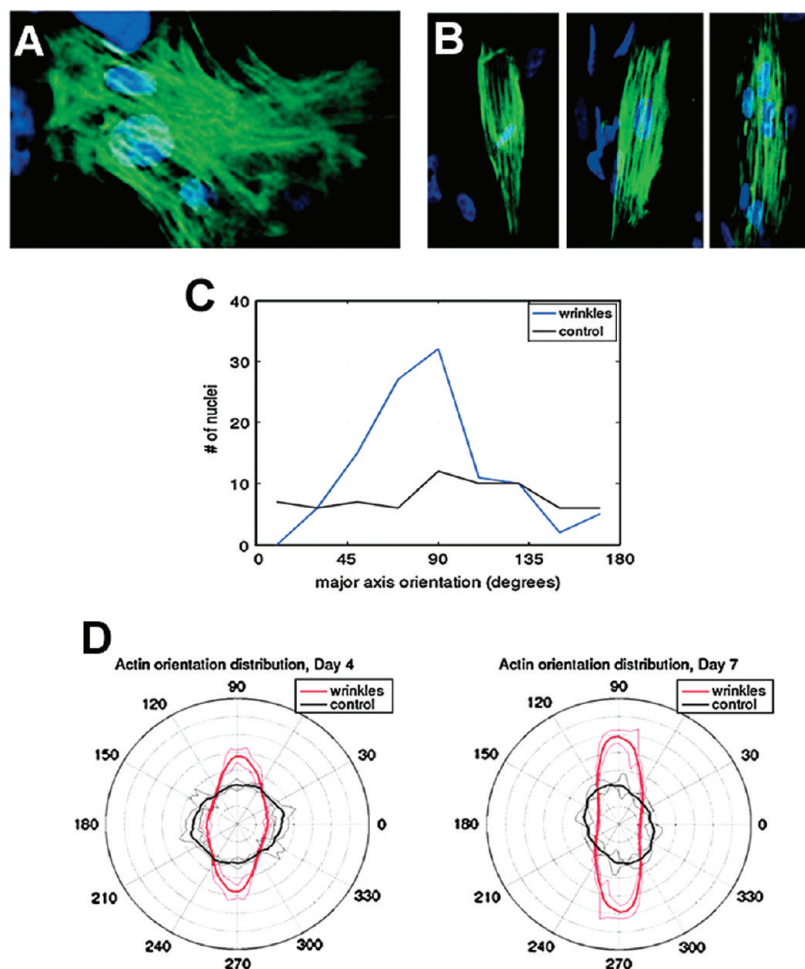 A
B
C
40
30
20
10
0
# of nuclei
wrinkles
control
0 45 90 135 180
major axis orientation (degrees)
D
Actin orientation distribution, Day 4
wrinkles
control
90
120
150
30
180
0
210
330
240
300
270
Actin orientation distribution, Day 7
wrinkles
control
90
120
150
30
180
0
210
330
240
300
270